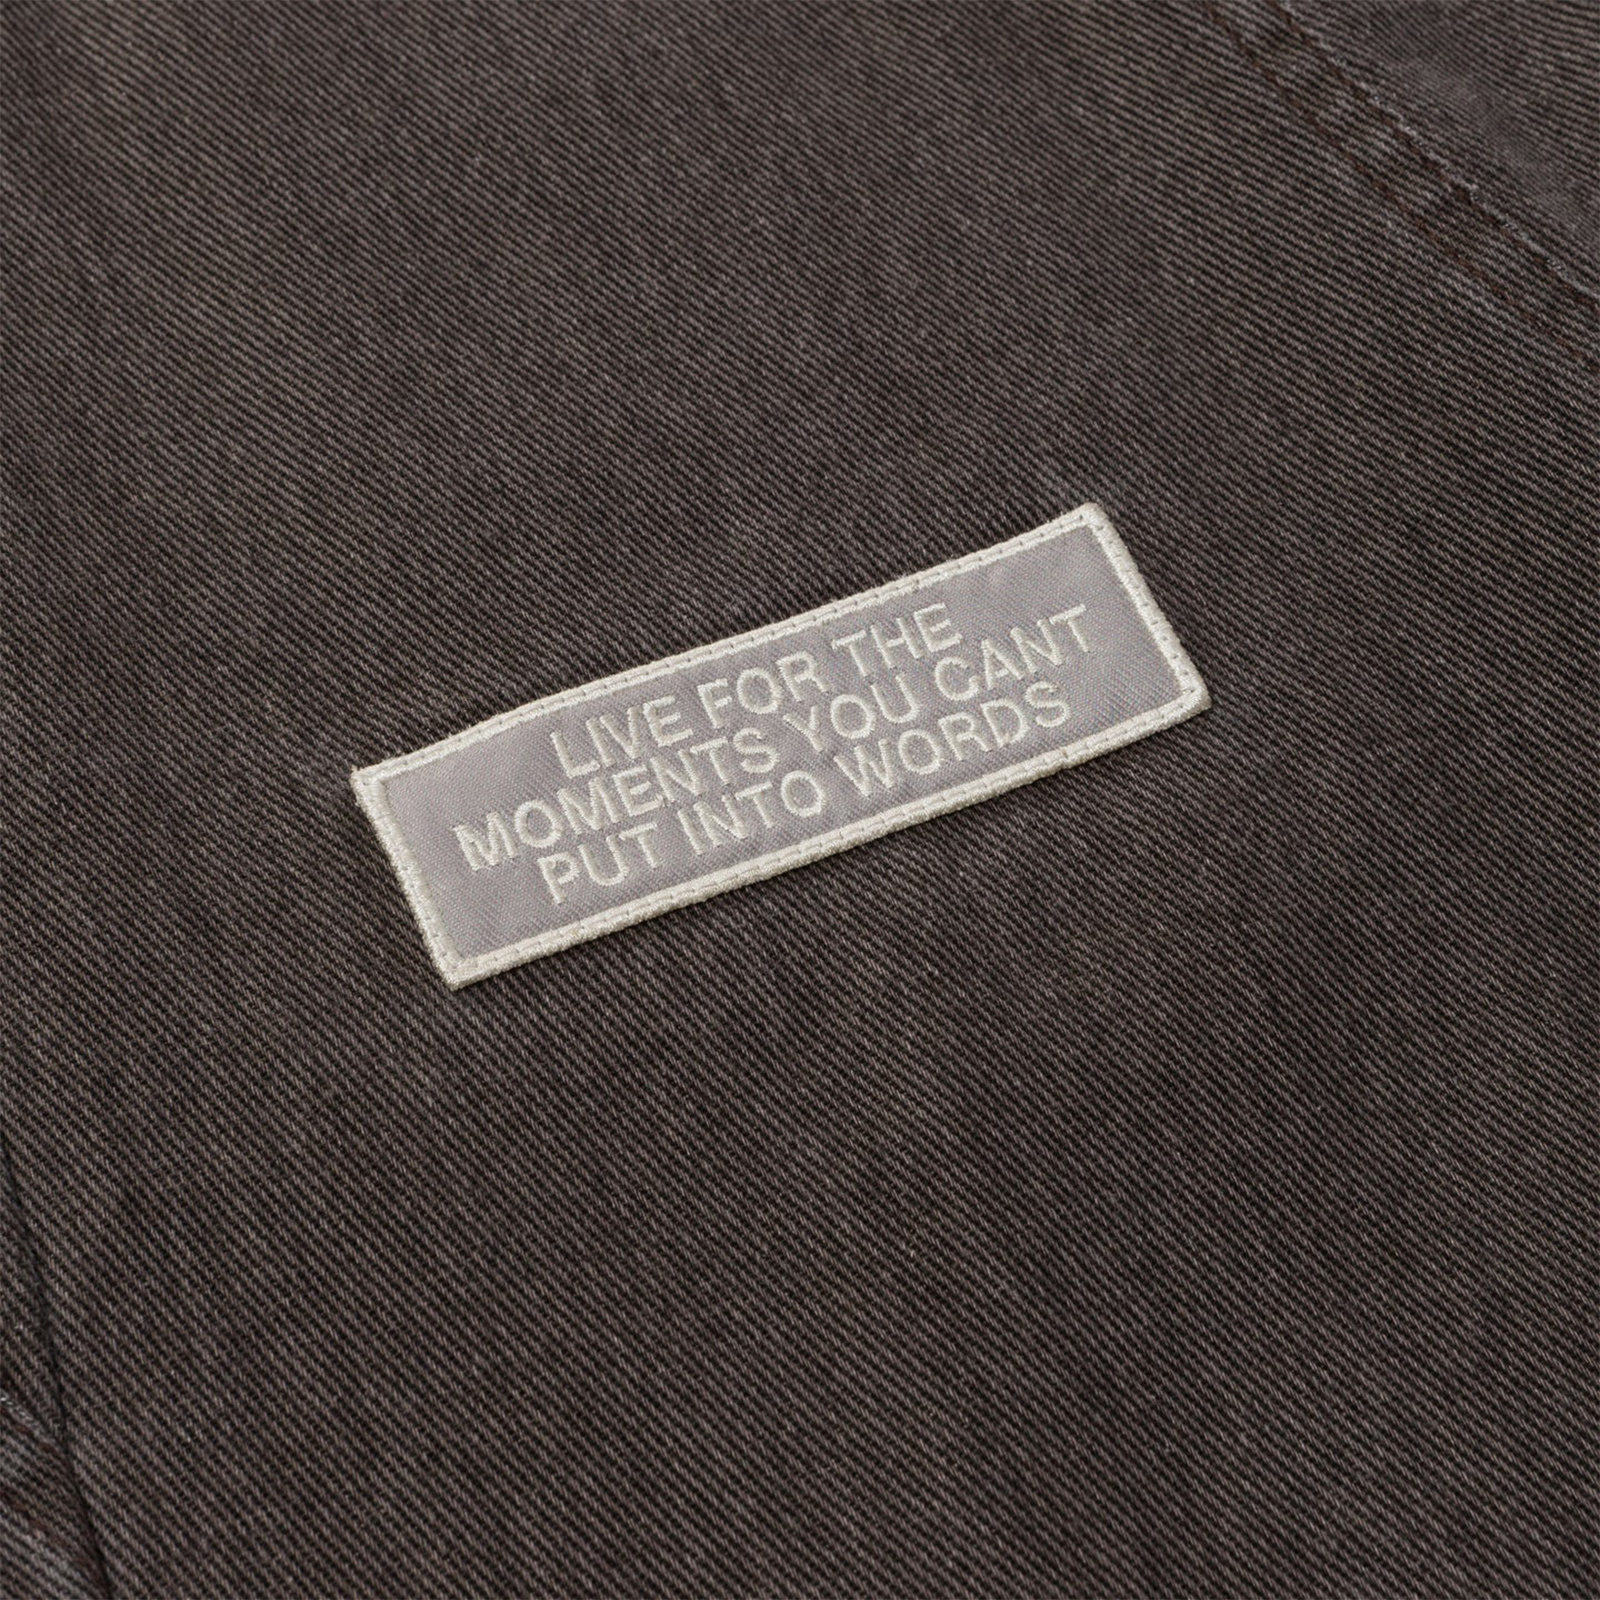 LIVE FOR THE
MOMENTS YOU CANT
PUT INTO WORDS